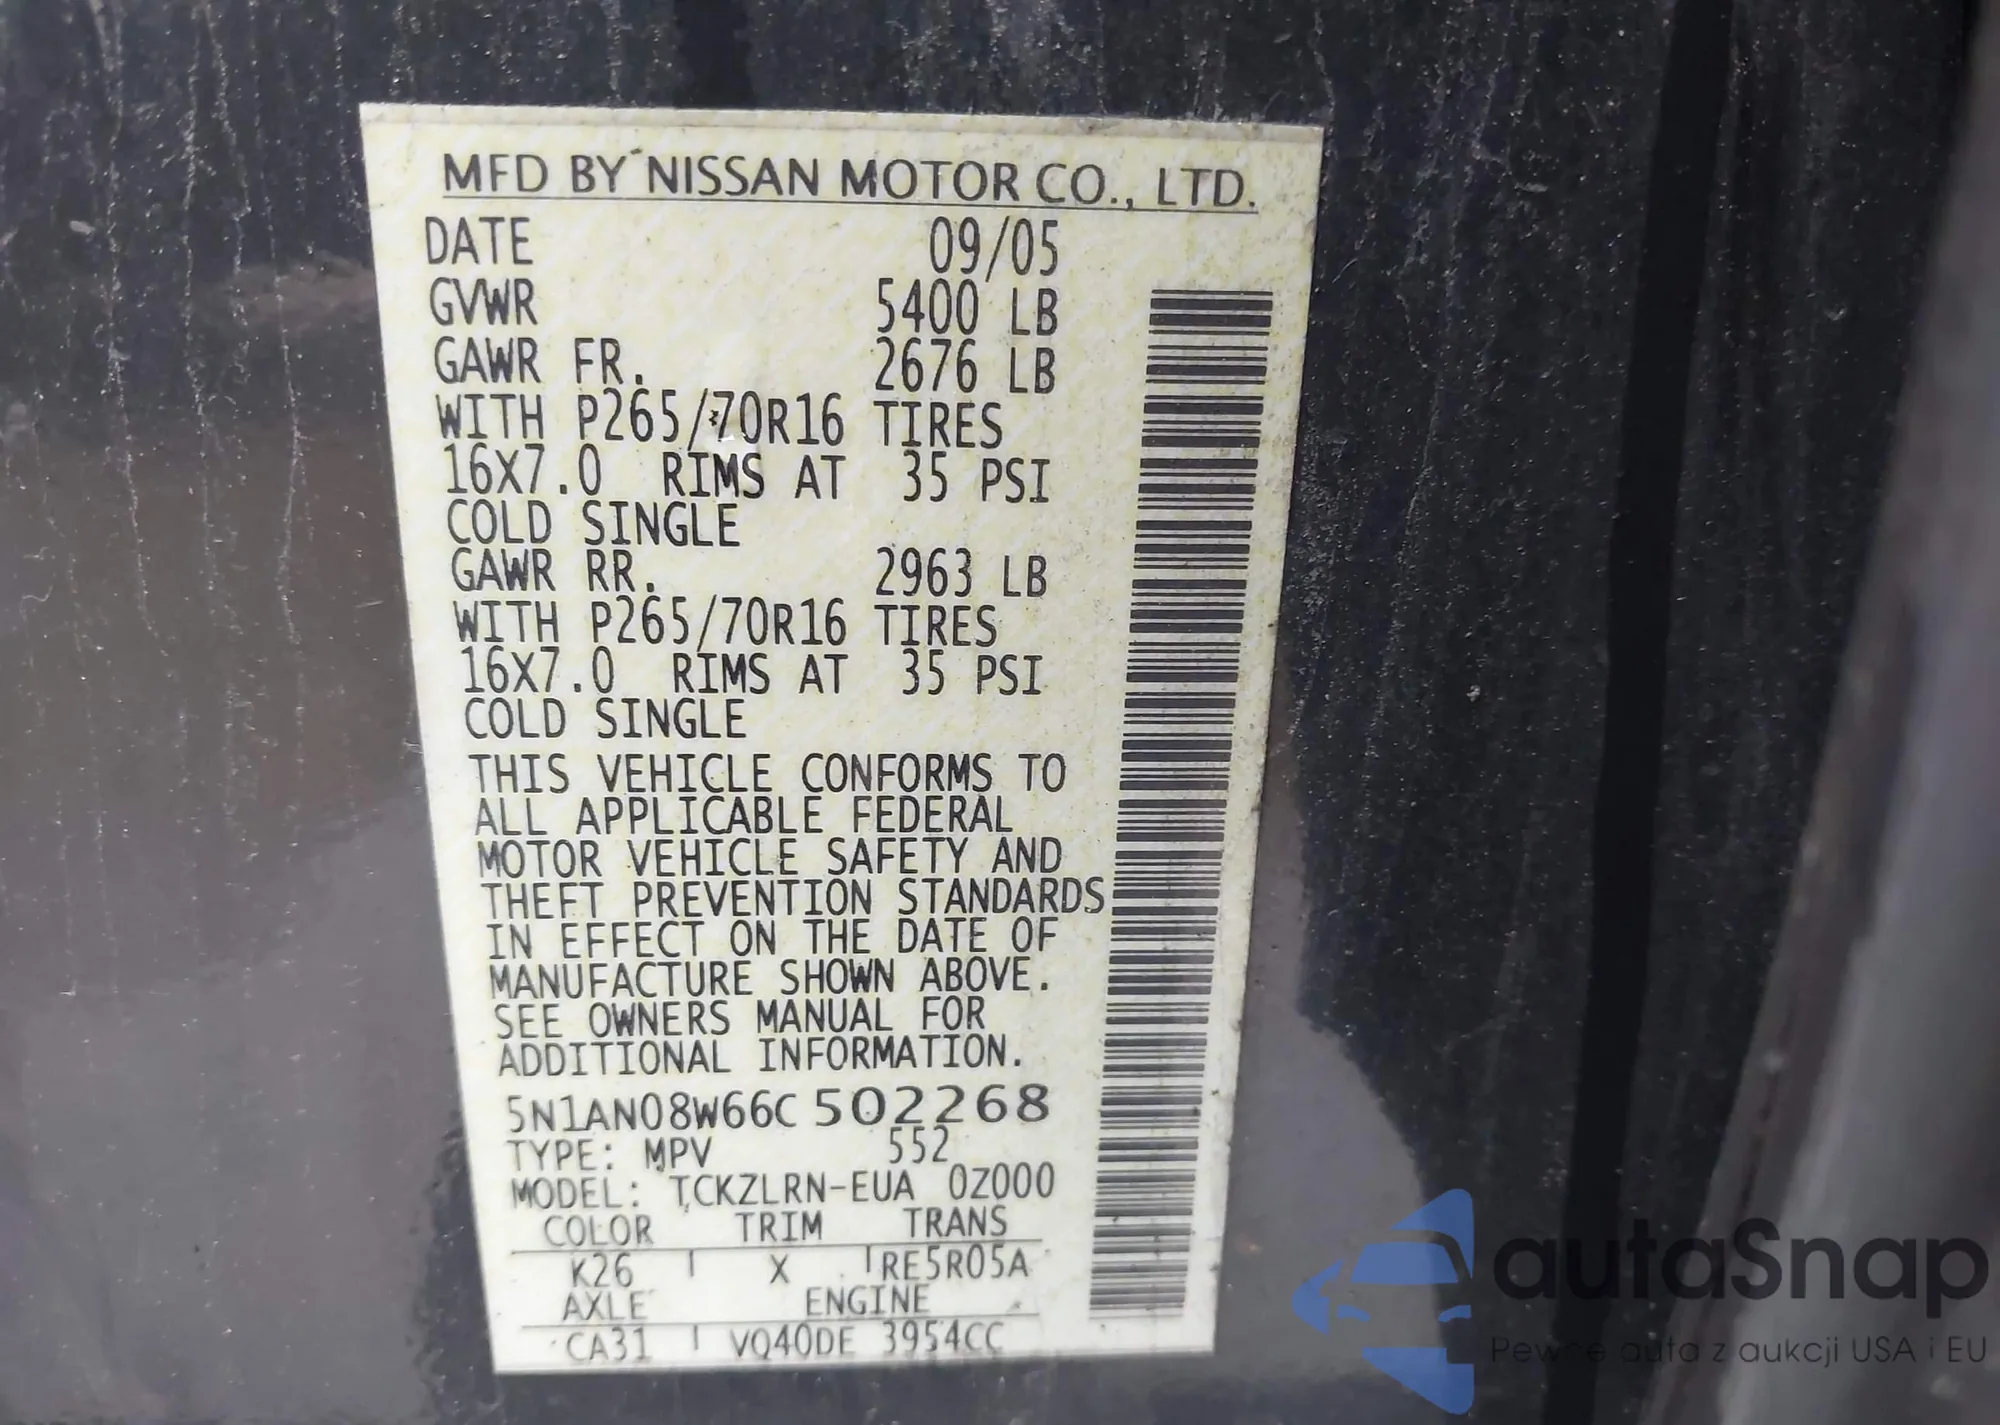 MFD BY NISSAN MOTOR CO., LTD.
DATE 09/05
GVWR 5400 LB
GAWR FR. 2676 LB
WITH P265/70R16 TIRES
16X7.0 RIMS AT 35 PSI
COLD SINGLE
GAWR RR. 2963 LB
WITH P265/70R16 TIRES
16X7.0 RIMS AT 35 PSI
COLD SINGLE
THIS VEHICLE CONFORMS TO
ALL APPLICABLE FEDERAL
MOTOR VEHICLE SAFETY AND
THEFT PREVENTION STANDARDS
IN EFFECT ON THE DATE OF
MANUFACTURE SHOWN ABOVE.
SEE OWNERS MANUAL FOR
ADDITIONAL INFORMATION.
5N1AN08W66C502268
TYPE: MPV 552
MODEL: TCKZLRN-EUA 0Z000
COLOR TRIM TRANS
K26 X RE5R05A
AXLE ENGINE
CA31 VQ40DE 3954CC
autaSnap
Pewne auta z aukcji USA i EU